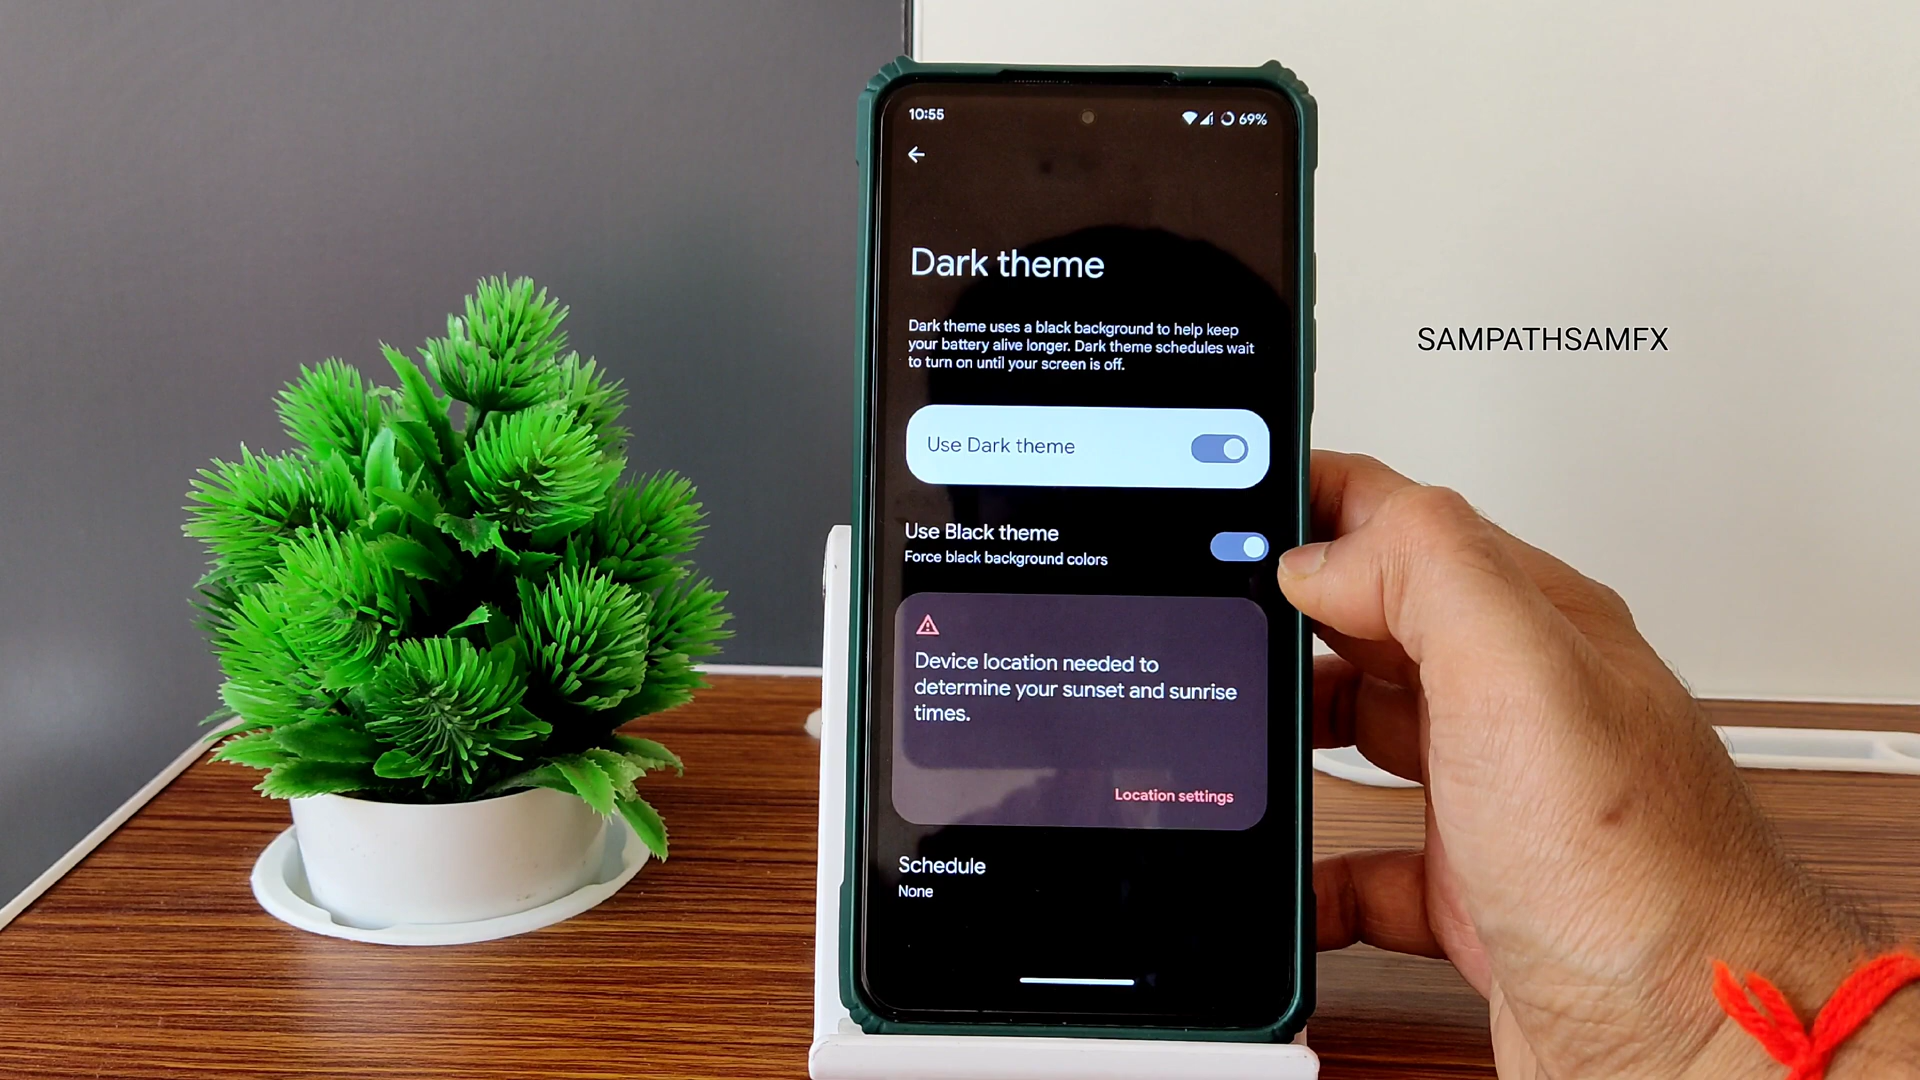 10:55
69%
Dark theme
Dark theme uses a black background to help keep
your battery alive longer. Dark theme schedules wait
to turn on until your screen is off.
Use Dark theme
Use Black theme
Force black background colors
Device location needed to
determine your sunset and sunrise
times.
Location settings
Schedule
None
SAMPATHSAMFX